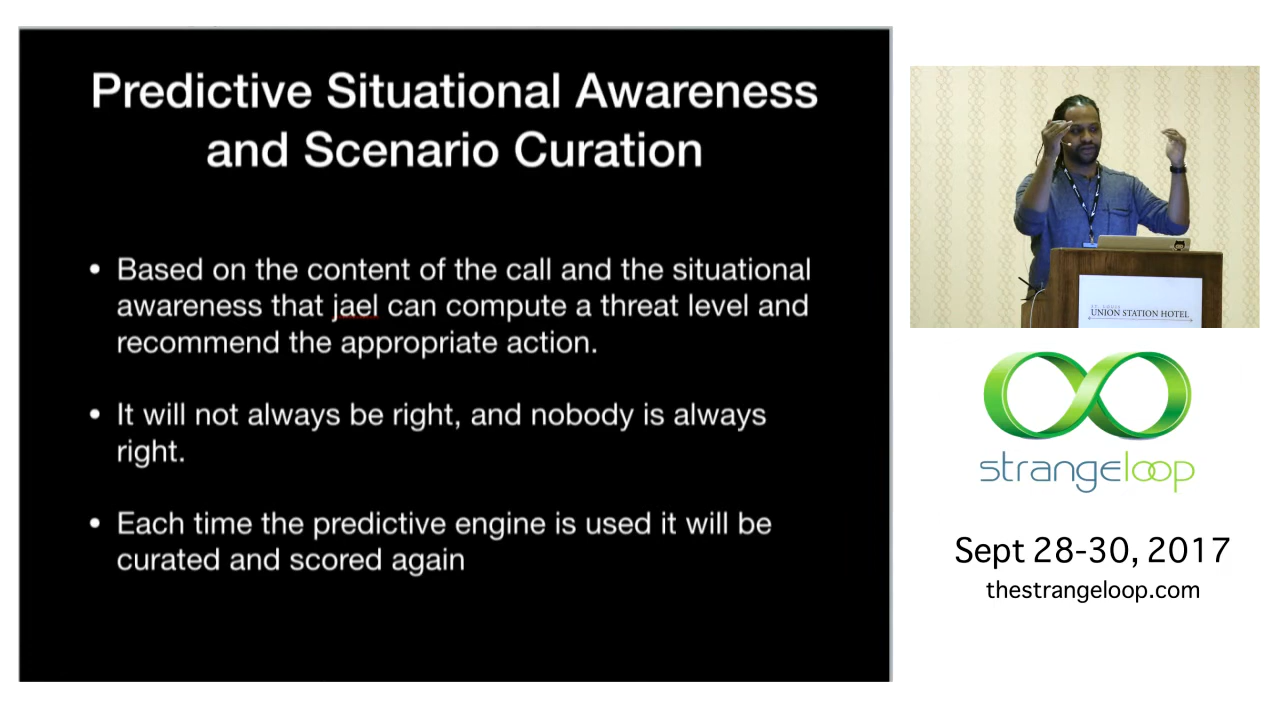 Predictive Situational Awareness
and Scenario Curation
• Based on the content of the call and the situational
awareness that jael can compute a threat level and
recommend the appropriate action.
• It will not always be right, and nobody is always
right.
• Each time the predictive engine is used it will be
curated and scored again
ST. LOUIS
UNION STATION HOTEL
strangeloop
Sept 28-30, 2017
thestrangeloop.com